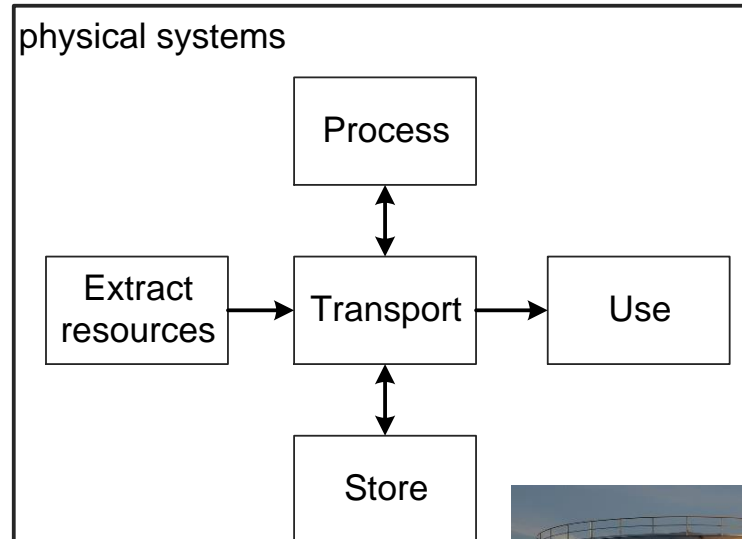 physical systems
Process
Extract
resources
Transport
Use
Store